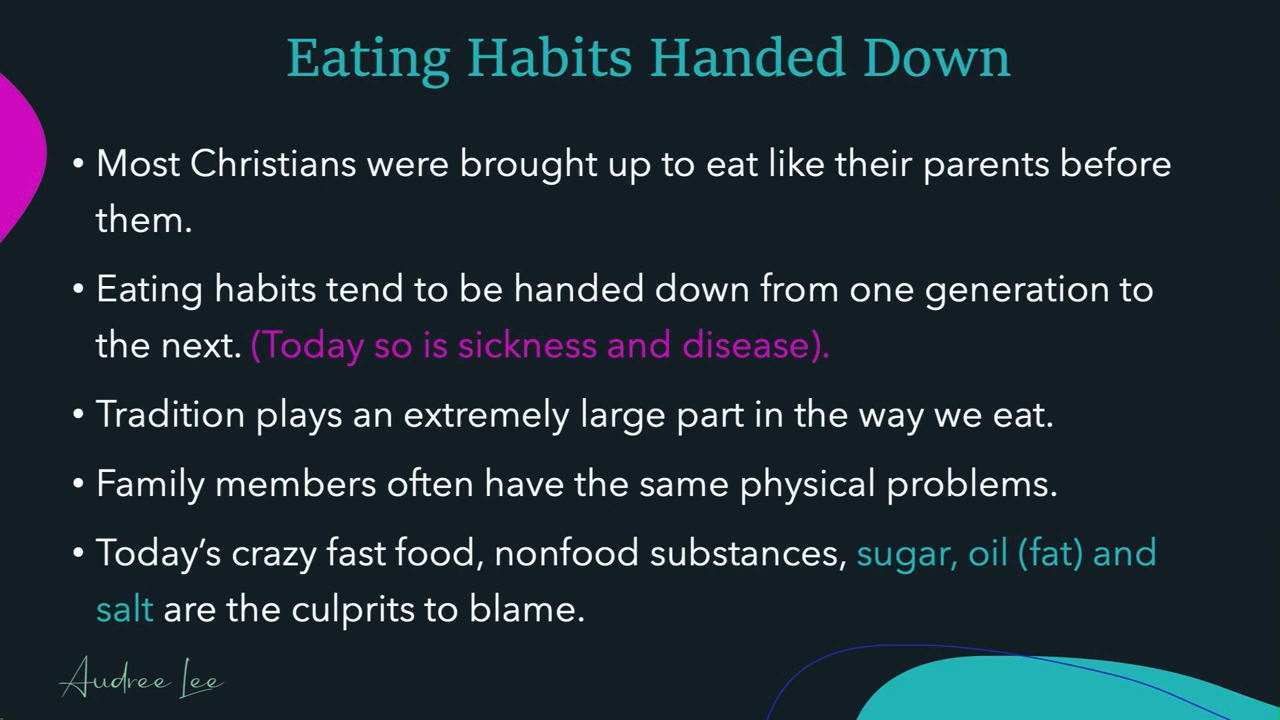 Eating Habits Handed Down
• Most Christians were brought up to eat like their parents before
them.
• Eating habits tend to be handed down from one generation to
the next. (Today so is sickness and disease).
• Tradition plays an extremely large part in the way we eat.
• Family members often have the same physical problems.
• Today’s crazy fast food, nonfood substances, sugar, oil (fat) and
salt are the culprits to blame.
Audree Lee